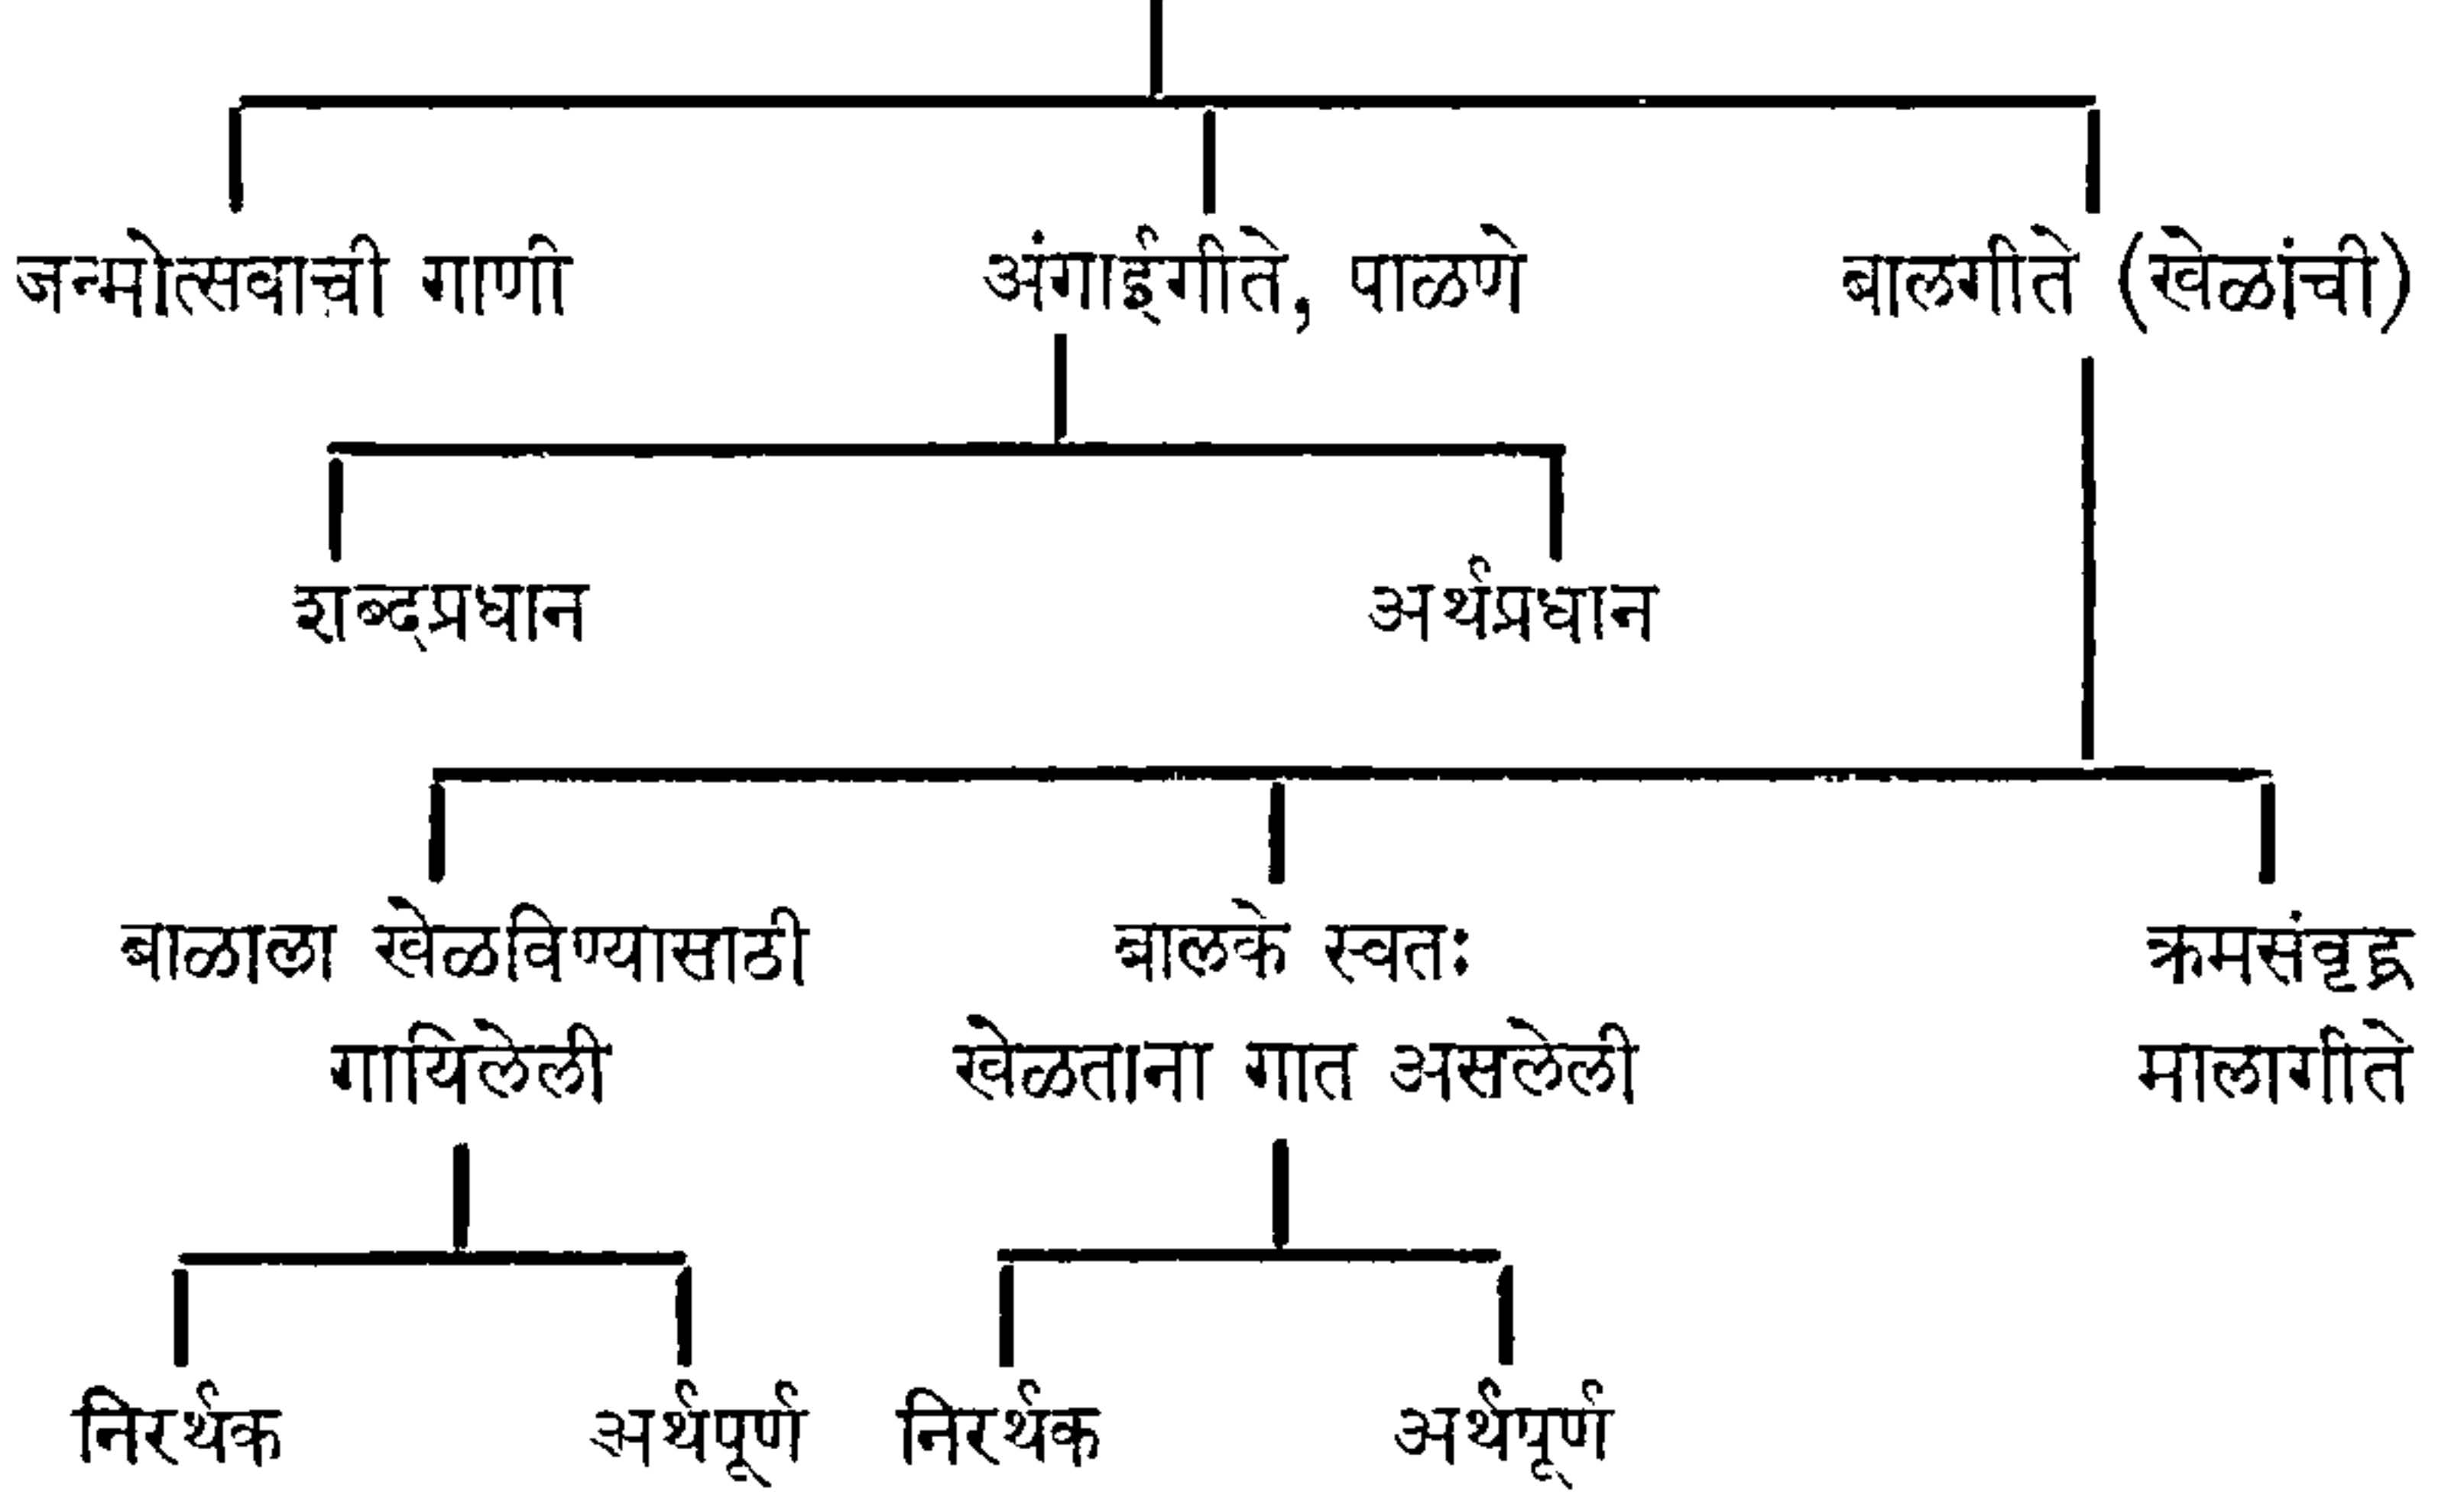 जन्मोत्सवाची गाणी अंगाईगीते, पाळणे बालगीते (खेळांची)
शब्दप्रधान अर्थप्रधान
बाळाला खेळविण्यासाठी बालके स्वतः क्रमसंवृद्ध
गायिलेली खेळताना गात असलेली मालागीते
निरर्थक अर्थपूर्ण निरर्थक अर्थपूर्ण